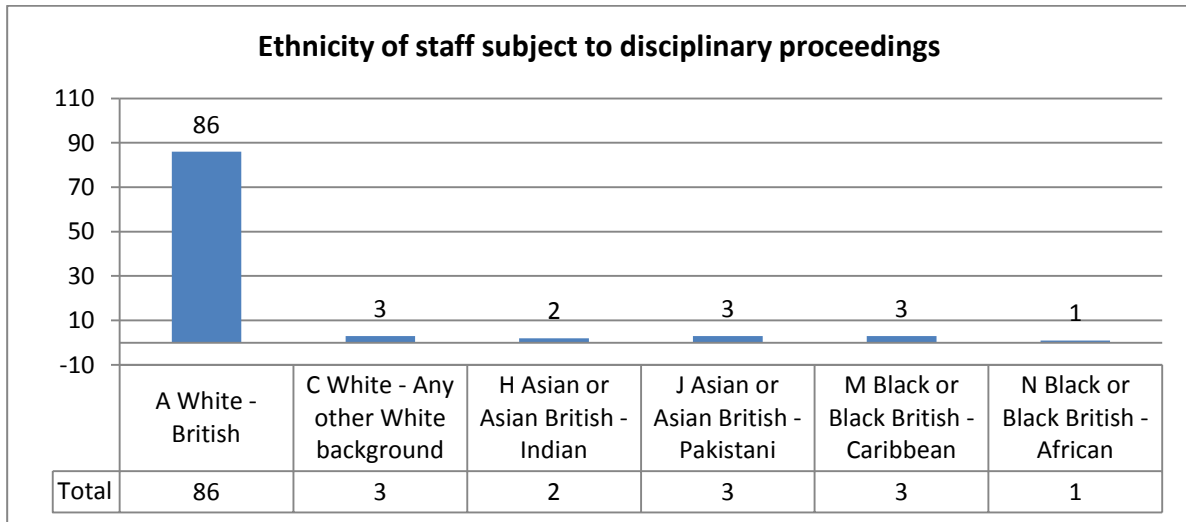 Ethnicity of staff subject to disciplinary proceedings
110
90
70
50
30
10
-10
86
3
2
3
3
1
A White -
British
C White - Any
other White
background
H Asian or
Asian British -
Indian
J Asian or
Asian British -
Pakistani
M Black or
Black British -
Caribbean
N Black or
Black British -
African
Total 86 3 2 3 3 1